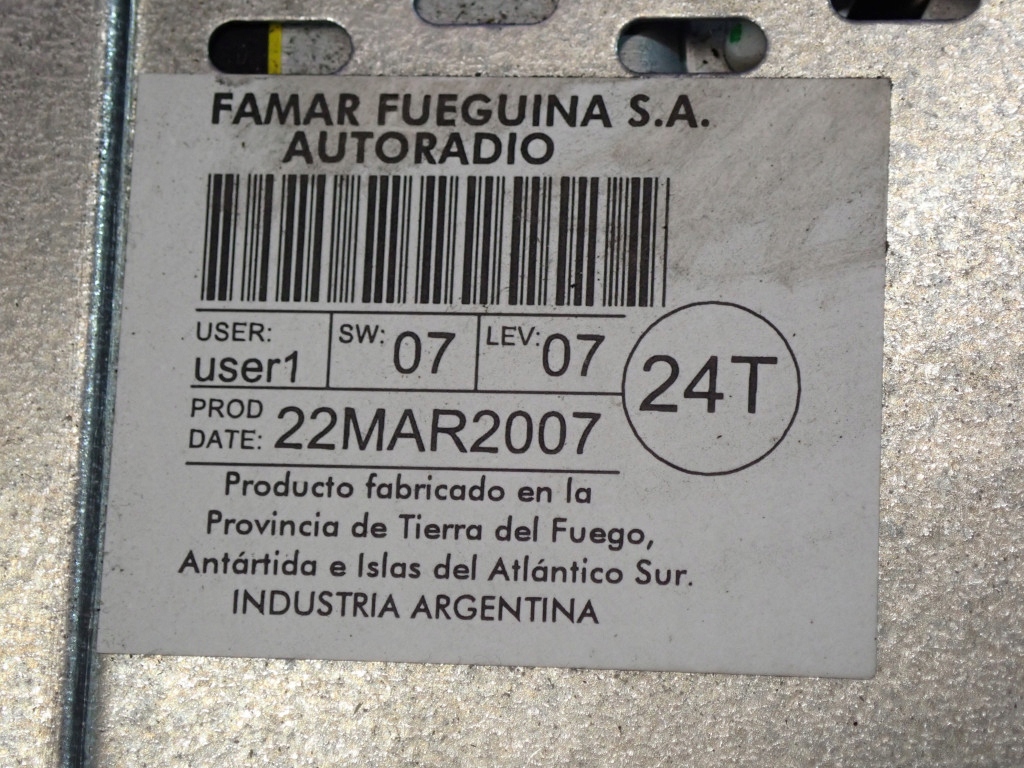 FAMAR FUEGUINA S.A.
AUTORADIO
USER: user1 SW: 07 LEV: 07
24T
PROD DATE: 22MAR2007
Producto fabricado en la
Provincia de Tierra del Fuego,
Antártida e Islas del Atlántico Sur.
INDUSTRIA ARGENTINA